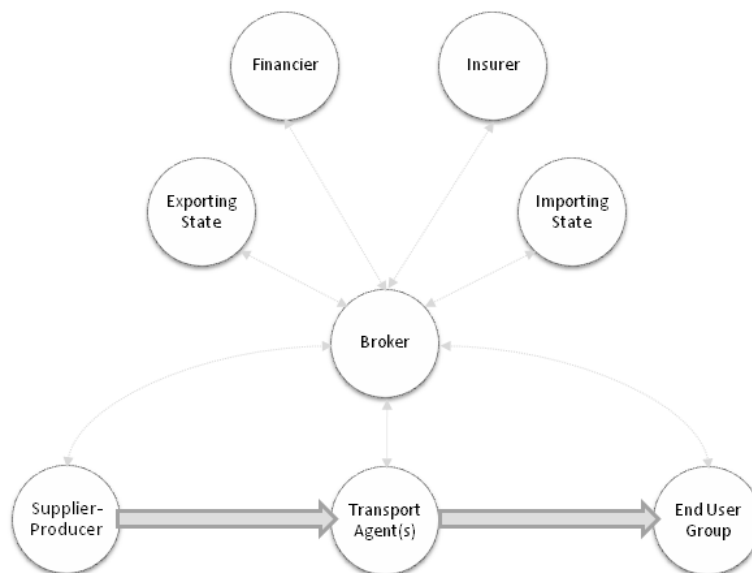 Financier
Insurer
Exporting
State
Importing
State
Broker
Supplier-
Producer
Transport
Agent(s)
End User
Group